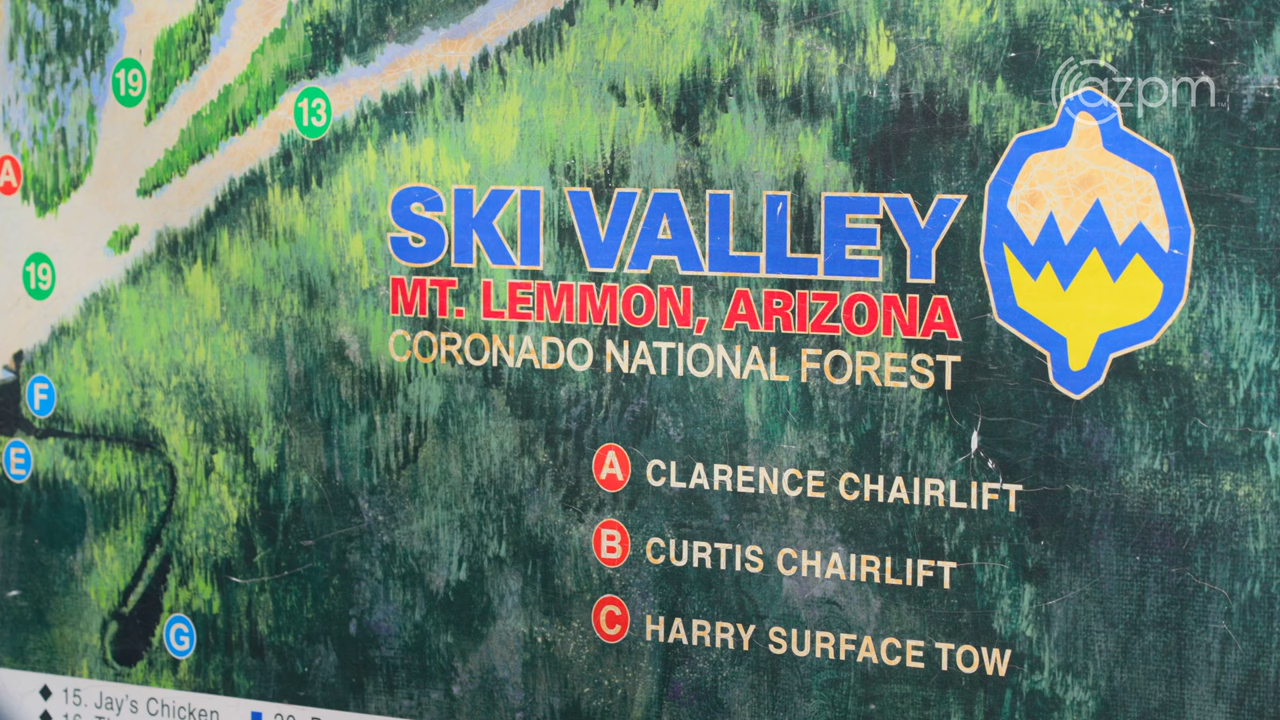 azpm
19
13
A
SKI VALLEY
19
MT. LEMMON, ARIZONA
CORONADO NATIONAL FOREST
F
E
A CLARENCE CHAIRLIFT
B CURTIS CHAIRLIFT
C HARRY SURFACE TOW
G
15. Jay's Chicken
16.